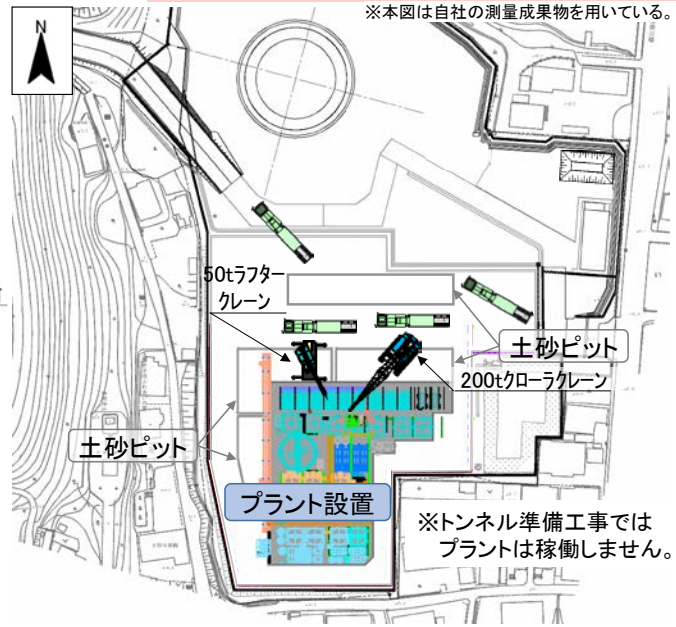 ※本図は自社の測量成果物を用いている。
N
50tラフター
クレーン
土砂ピット
200tクローラクレーン
土砂ピット
プラント設置
※トンネル準備工事では
プラントは稼働しません。